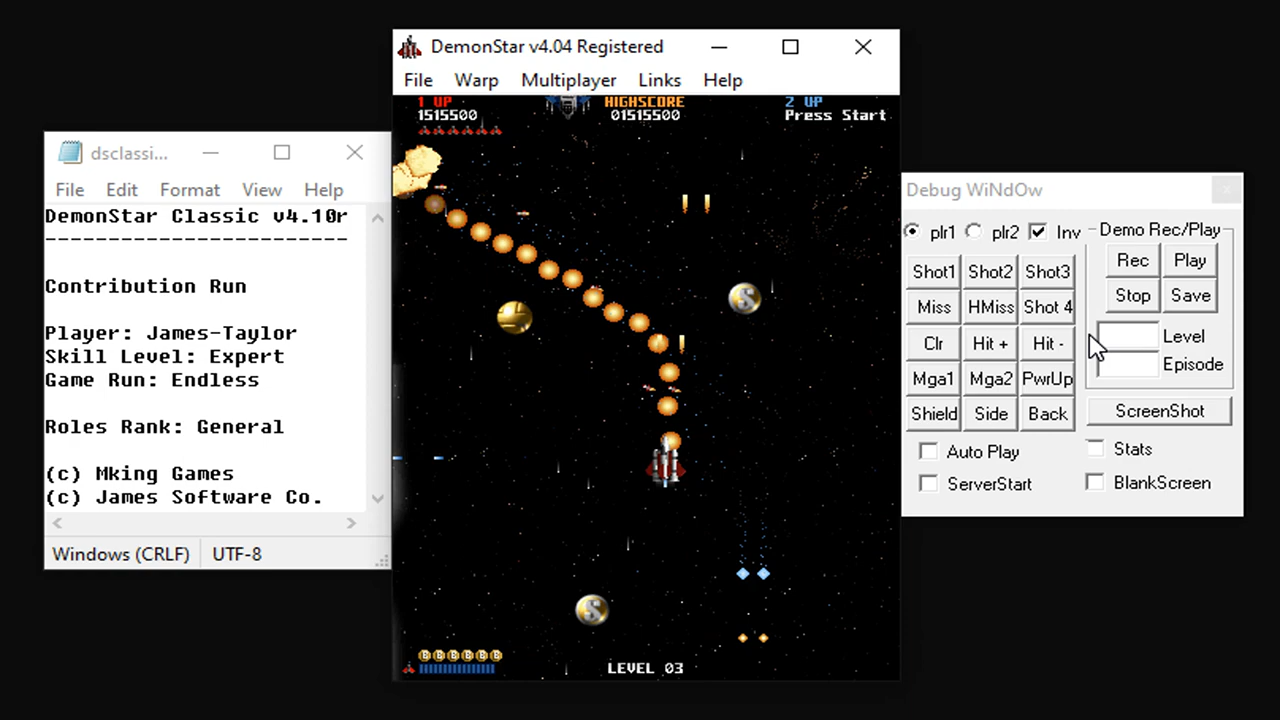 dsclassi...
File Edit Format View Help
DemonStar Classic v4.10r
-------------------------
Contribution Run
Player: James-Taylor
Skill Level: Expert
Game Run: Endless
Roles Rank: General
(c) Mking Games
(c) James Software Co.
Windows (CRLF) UTF-8
DemonStar v4.04 Registered
File Warp Multiplayer Links Help
1 UP HIGHSCORE 2 UP
1515500 01515500 Press Start
S
S
B B B B B B
LEVEL 03
Debug WiNdOw
plr1 plr2 Inv Demo Rec/Play
Shot1 Shot2 Shot3 Rec Play
Miss HMiss Shot 4 Stop Save
Clr Hit + Hit - Level
Mga1 Mga2 PwrUp Episode
Shield Side Back ScreenShot
Auto Play Stats
ServerStart BlankScreen